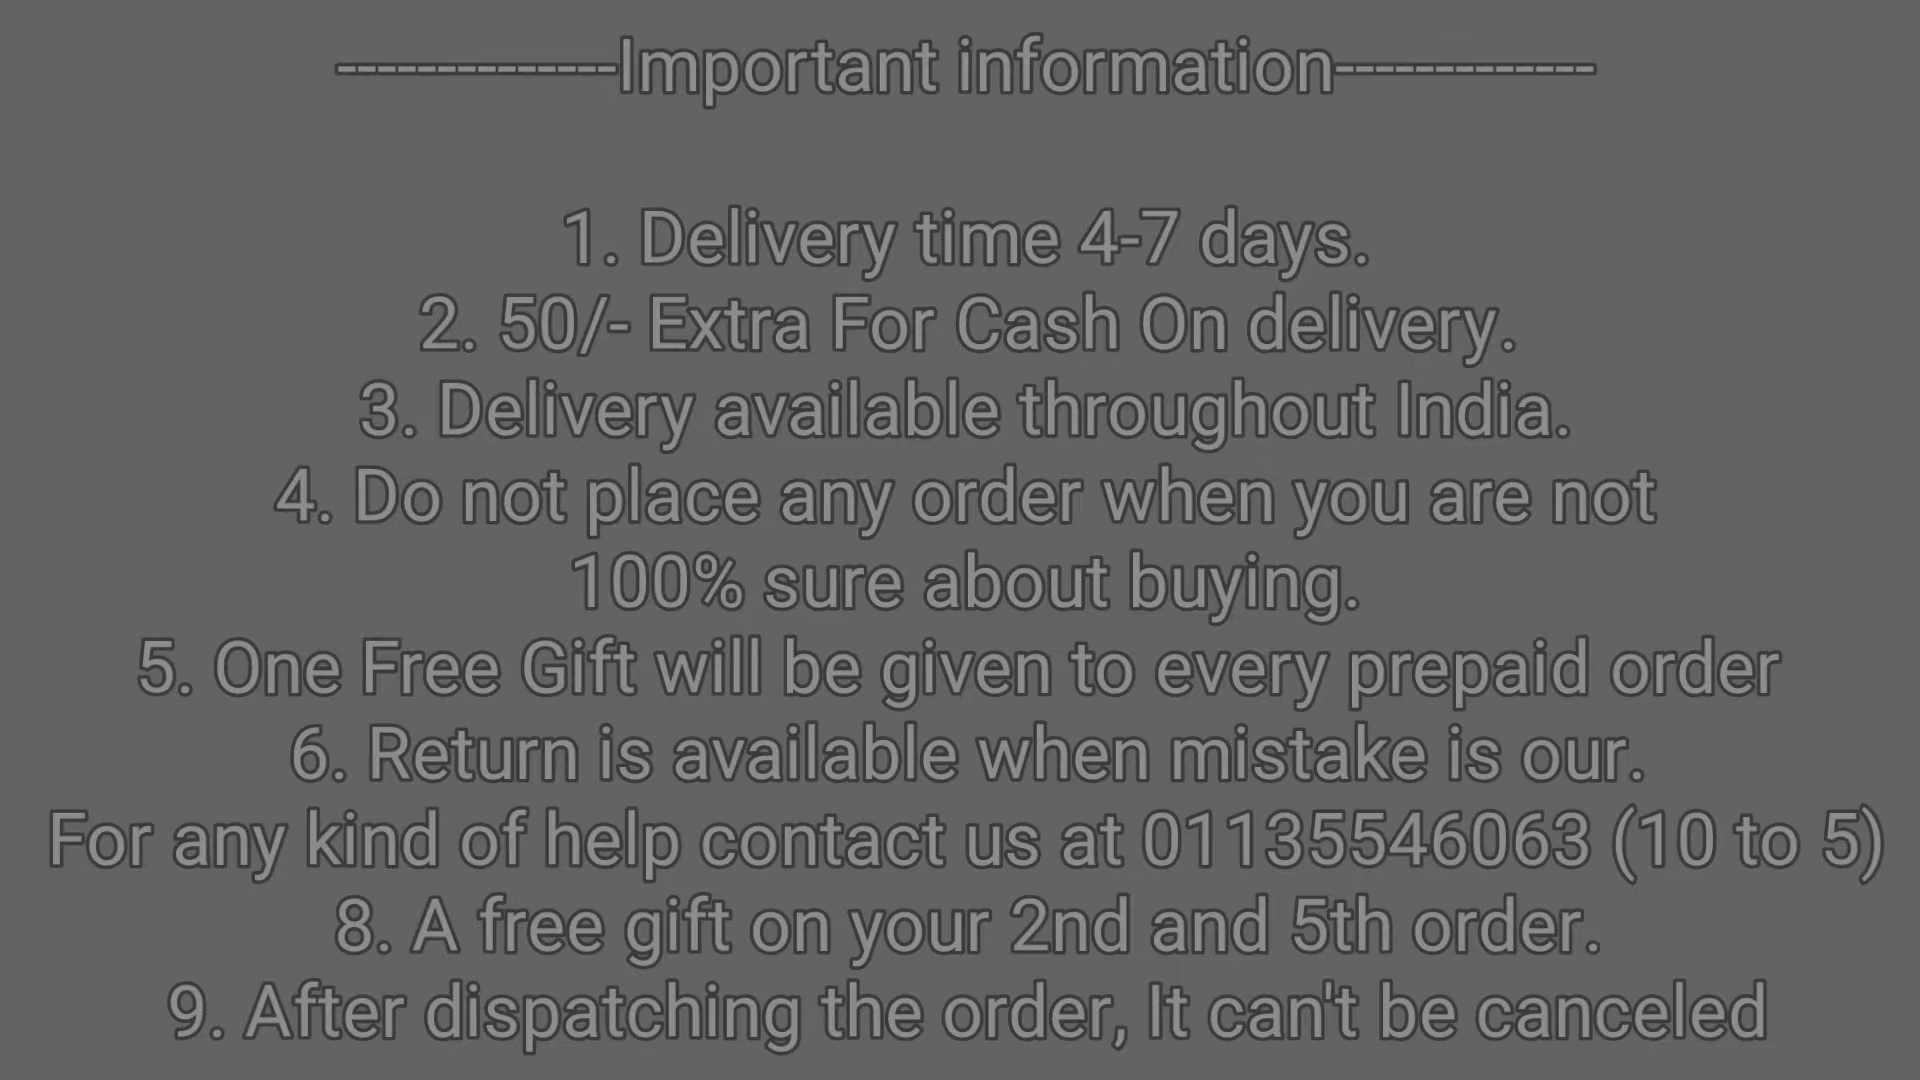 --------------Important information-------------
1. Delivery time 4-7 days.
2. 50/- Extra For Cash On delivery.
3. Delivery available throughout India.
4. Do not place any order when you are not
100% sure about buying.
5. One Free Gift will be given to every prepaid order
6. Return is available when mistake is our.
For any kind of help contact us at 01135546063 (10 to 5)
8. A free gift on your 2nd and 5th order.
9. After dispatching the order, It can't be canceled